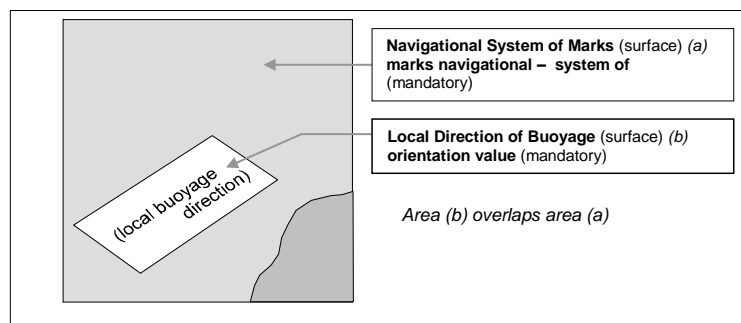 Navigational System of Marks (surface) (a)
marks navigational – system of
(mandatory)
Local Direction of Buoyage (surface) (b)
orientation value (mandatory)
(local buoyage
direction)
Area (b) overlaps area (a)